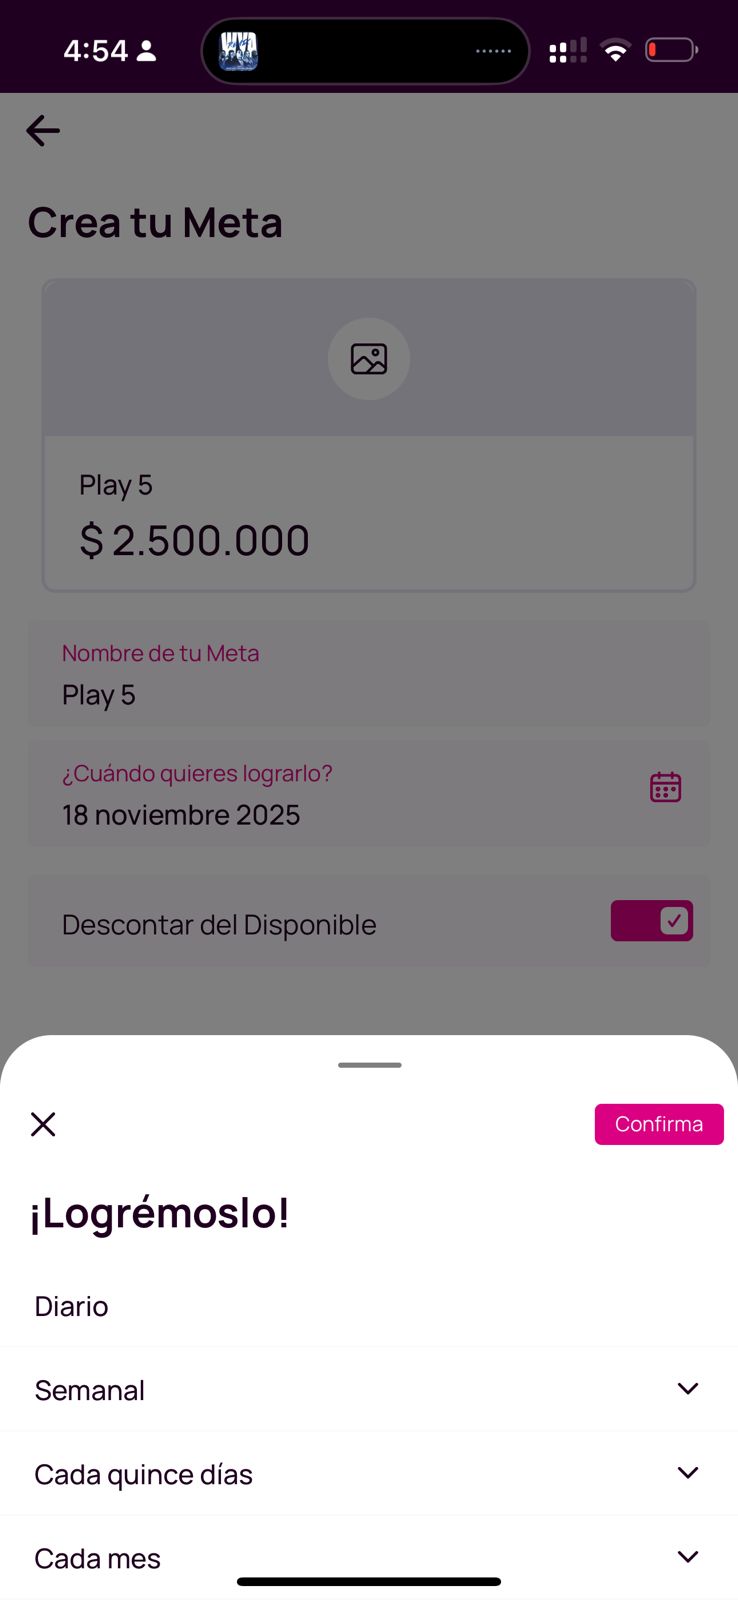 4:54
Crea tu Meta
Play 5
$ 2.500.000
Nombre de tu Meta
Play 5
¿Cuándo quieres lograrlo?
18 noviembre 2025
Descontar del Disponible
Confirma
¡Logrémoslo!
Diario
Semanal
Cada quince días
Cada mes